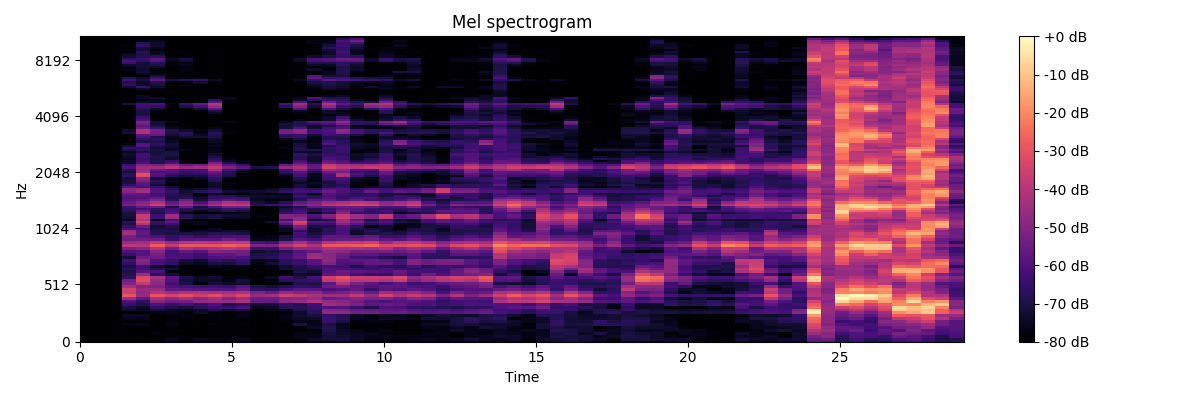 Mel spectrogram
8192
4096
2048
1024
512
0
Hz
0 5 10 15 20 25
Time
+0 dB
-10 dB
-20 dB
-30 dB
-40 dB
-50 dB
-60 dB
-70 dB
-80 dB